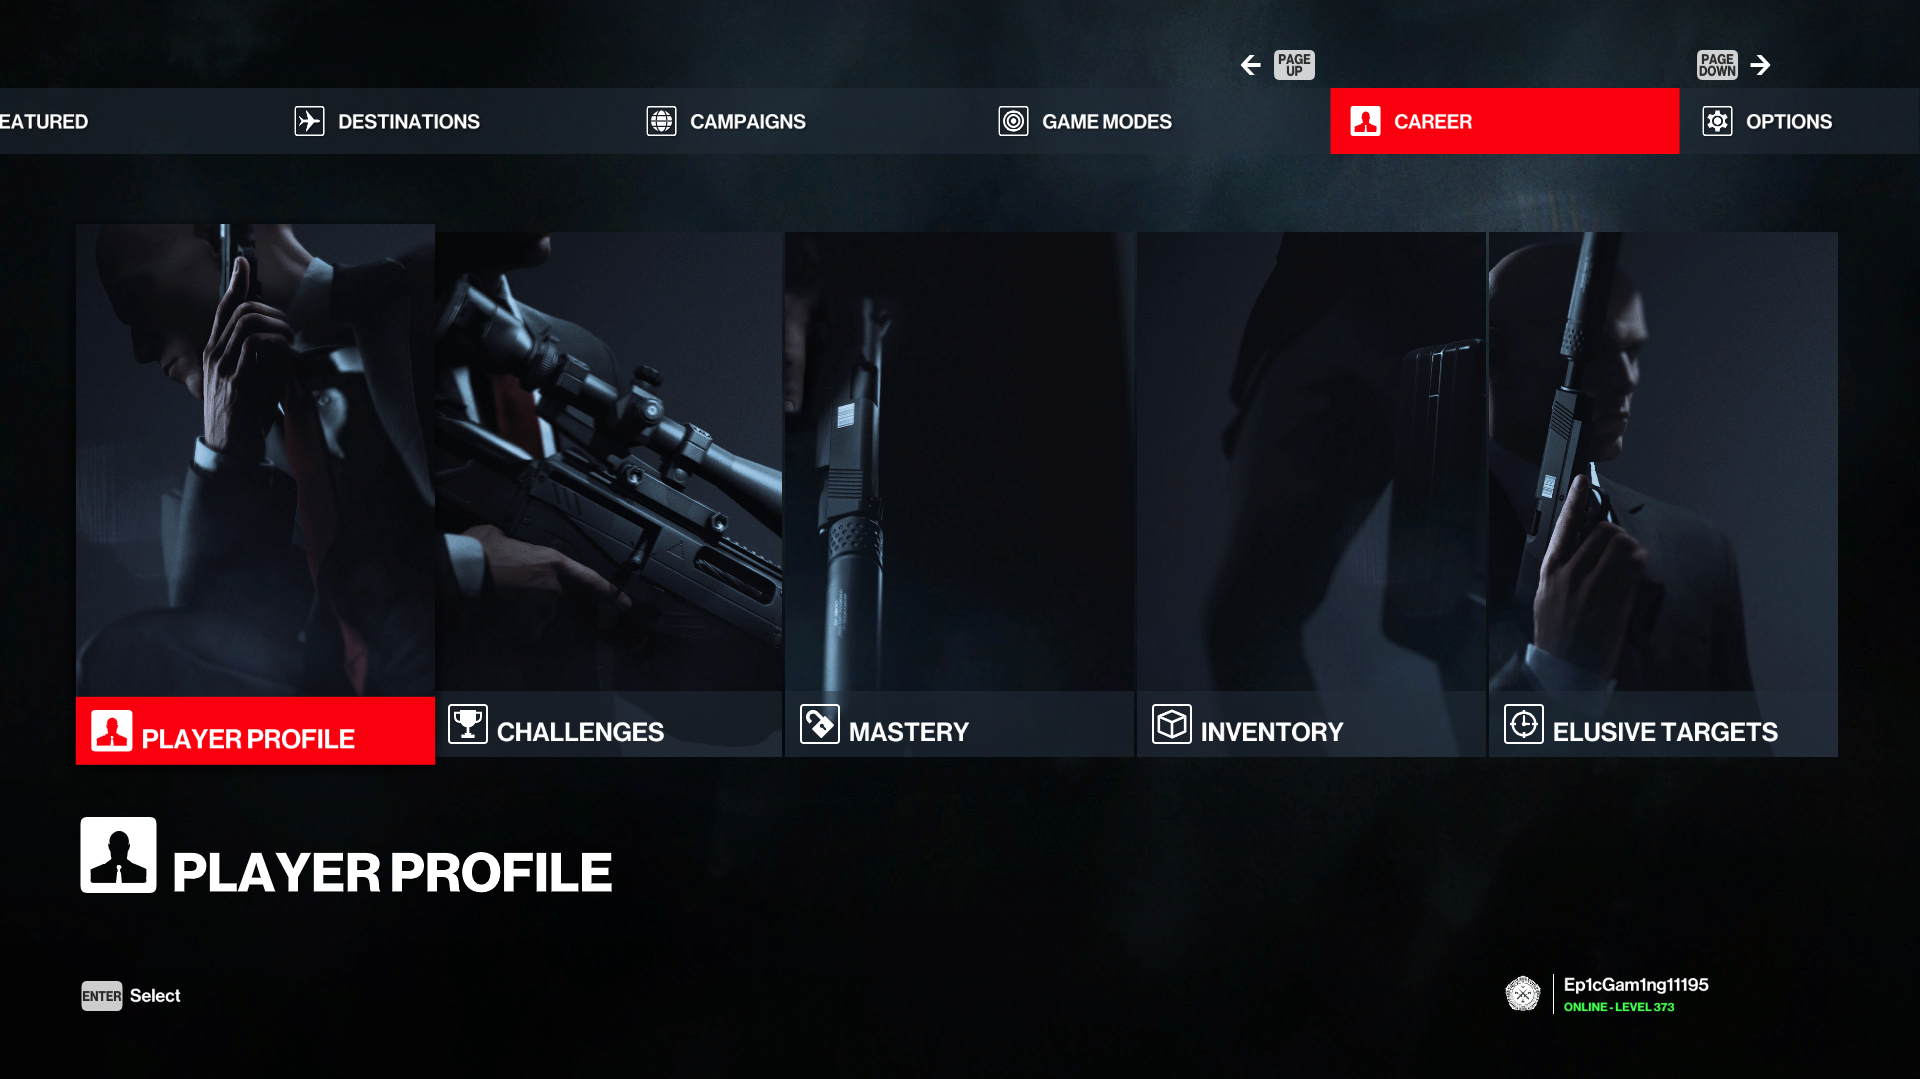 PAGE UP
PAGE DOWN
EATURED
DESTINATIONS
CAMPAIGNS
GAME MODES
CAREER
OPTIONS
PLAYER PROFILE
CHALLENGES
MASTERY
INVENTORY
ELUSIVE TARGETS
PLAYER PROFILE
ENTER Select
Ep1cGam1ng11195
ONLINE - LEVEL 373